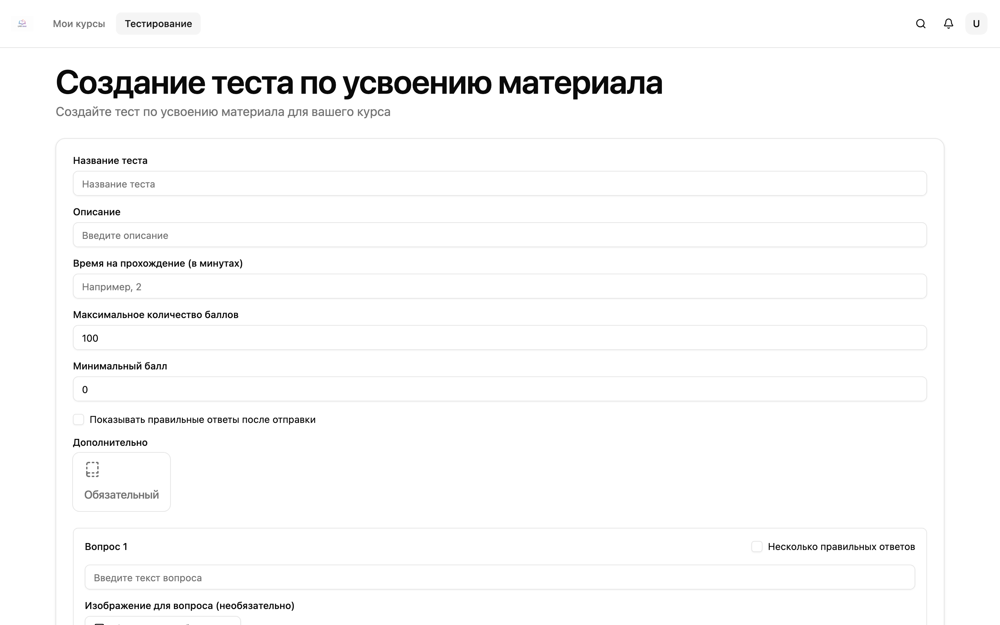 Мои курсы
Тестирование
U
Создание теста по усвоению материала
Создайте тест по усвоению материала для вашего курса
Название теста
Название теста
Описание
Введите описание
Время на прохождение (в минутах)
Например, 2
Максимальное количество баллов
100
Минимальный балл
0
Показывать правильные ответы после отправки
Дополнительно
Обязательный
Вопрос 1
Несколько правильных ответов
Введите текст вопроса
Изображение для вопроса (необязательно)